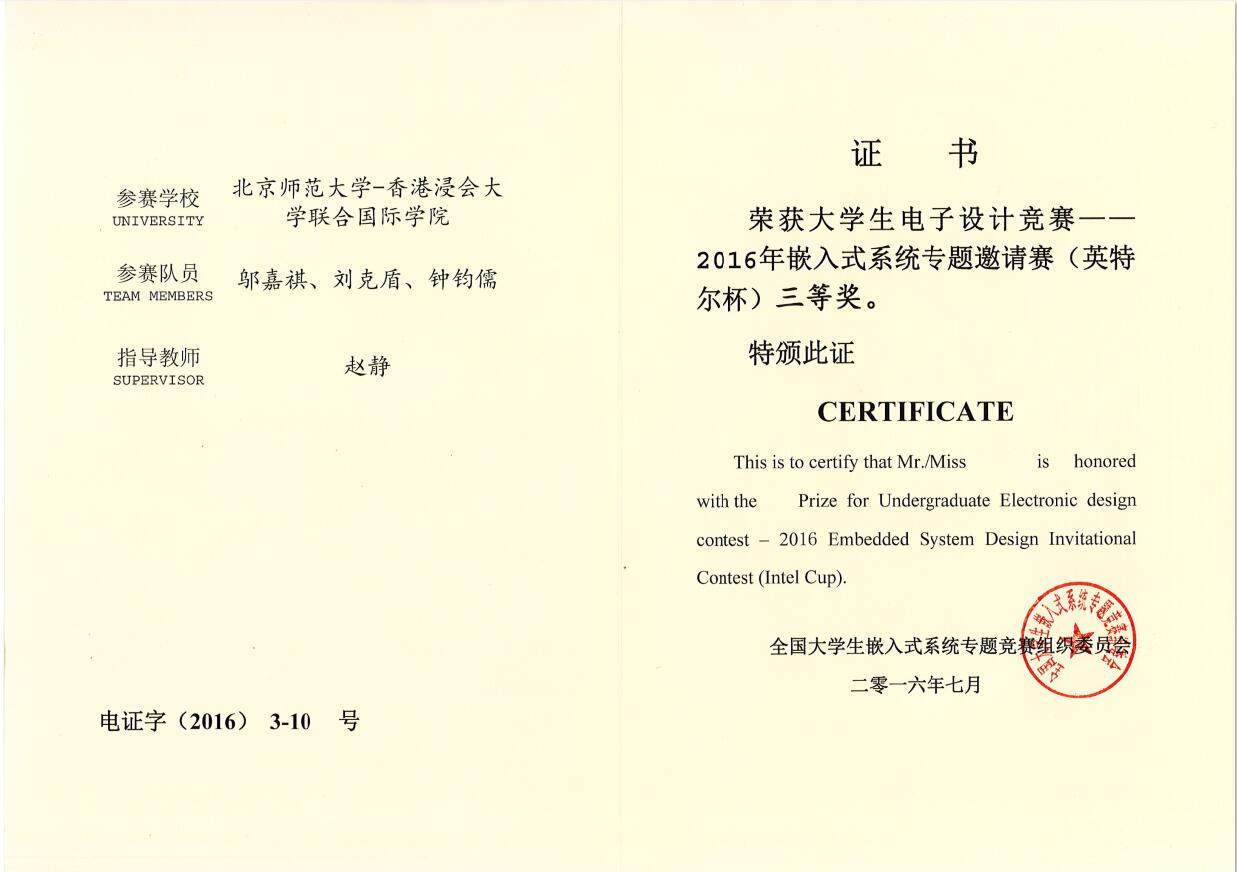 参赛学校
UNIVERSITY
北京师范大学-香港浸会大
学联合国际学院
参赛队员
TEAM MEMBERS
邬嘉祺、刘克盾、钟钧儒
指导教师
SUPERVISOR
赵静
电证字（2016） 3-10 号
证 书
荣获大学生电子设计竞赛——
2016年嵌入式系统专题邀请赛（英特
尔杯）三等奖。
特颁此证
CERTIFICATE
This is to certify that Mr./Miss is honored
with the Prize for Undergraduate Electronic design
contest – 2016 Embedded System Design Invitational
Contest (Intel Cup).
全国大学生嵌入式系统专题竞赛组织委员会
二零一六年七月